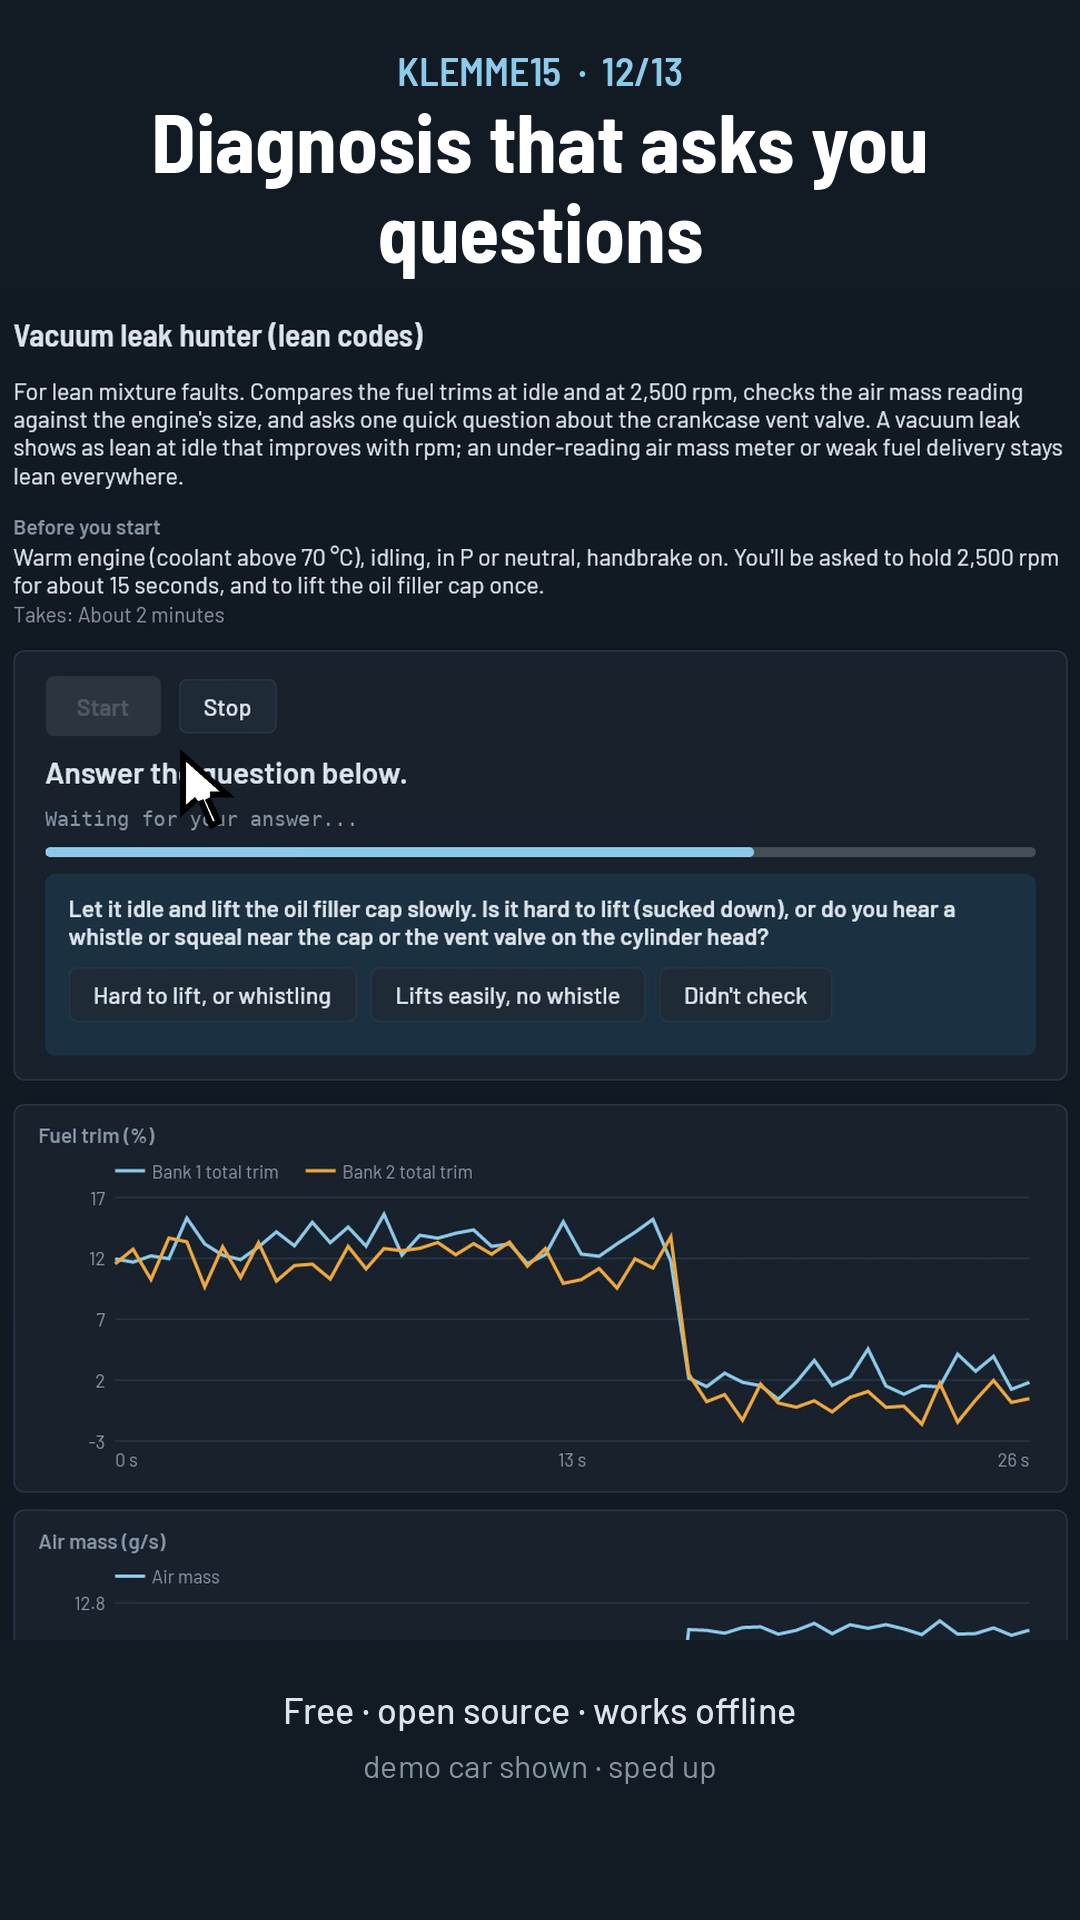 KLEMME15 · 12/13
Diagnosis that asks you
questions
Vacuum leak hunter (lean codes)
For lean mixture faults. Compares the fuel trims at idle and at 2,500 rpm, checks the air mass reading
against the engine's size, and asks one quick question about the crankcase vent valve. A vacuum leak
shows as lean at idle that improves with rpm; an under-reading air mass meter or weak fuel delivery stays
lean everywhere.
Before you start
Warm engine (coolant above 70 °C), idling, in P or neutral, handbrake on. You'll be asked to hold 2,500 rpm
for about 15 seconds, and to lift the oil filler cap once.
Takes: About 2 minutes
Start
Stop
Answer the question below.
Waiting for your answer...
Let it idle and lift the oil filler cap slowly. Is it hard to lift (sucked down), or do you hear a
whistle or squeal near the cap or the vent valve on the cylinder head?
Hard to lift, or whistling
Lifts easily, no whistle
Didn't check
Fuel trim (%)
Bank 1 total trim
Bank 2 total trim
17
12
7
2
-3
0 s
13 s
26 s
Air mass (g/s)
Air mass
12.8
Free · open source · works offline
demo car shown · sped up